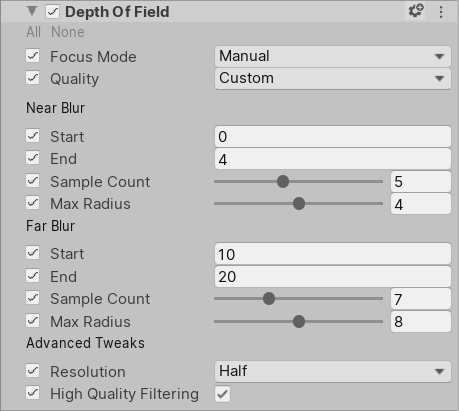 Depth Of Field
All None
Focus Mode Manual
Quality Custom
Near Blur
Start 0
End 4
Sample Count 5
Max Radius 4
Far Blur
Start 10
End 20
Sample Count 7
Max Radius 8
Advanced Tweaks
Resolution Half
High Quality Filtering